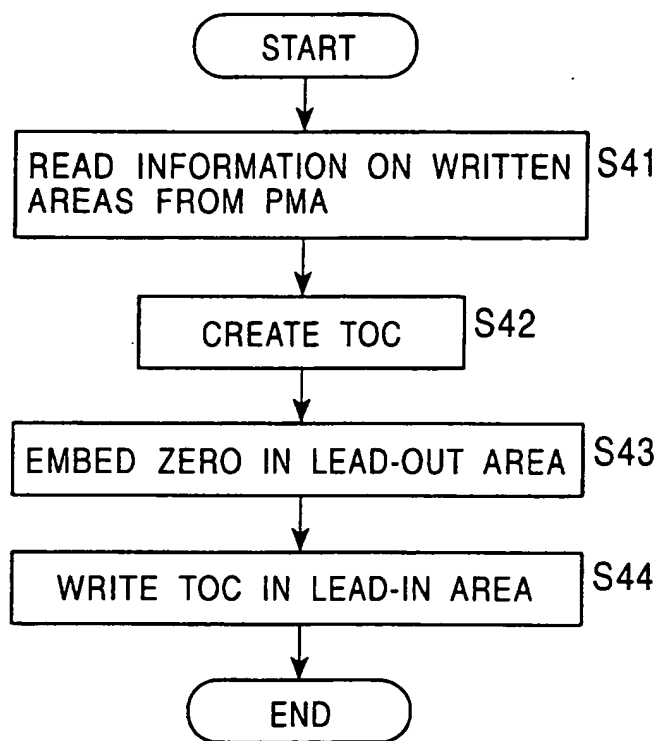 START
READ INFORMATION ON WRITTEN
AREAS FROM PMA
S41
CREATE TOC
S42
EMBED ZERO IN LEAD-OUT AREA
S43
WRITE TOC IN LEAD-IN AREA
S44
END